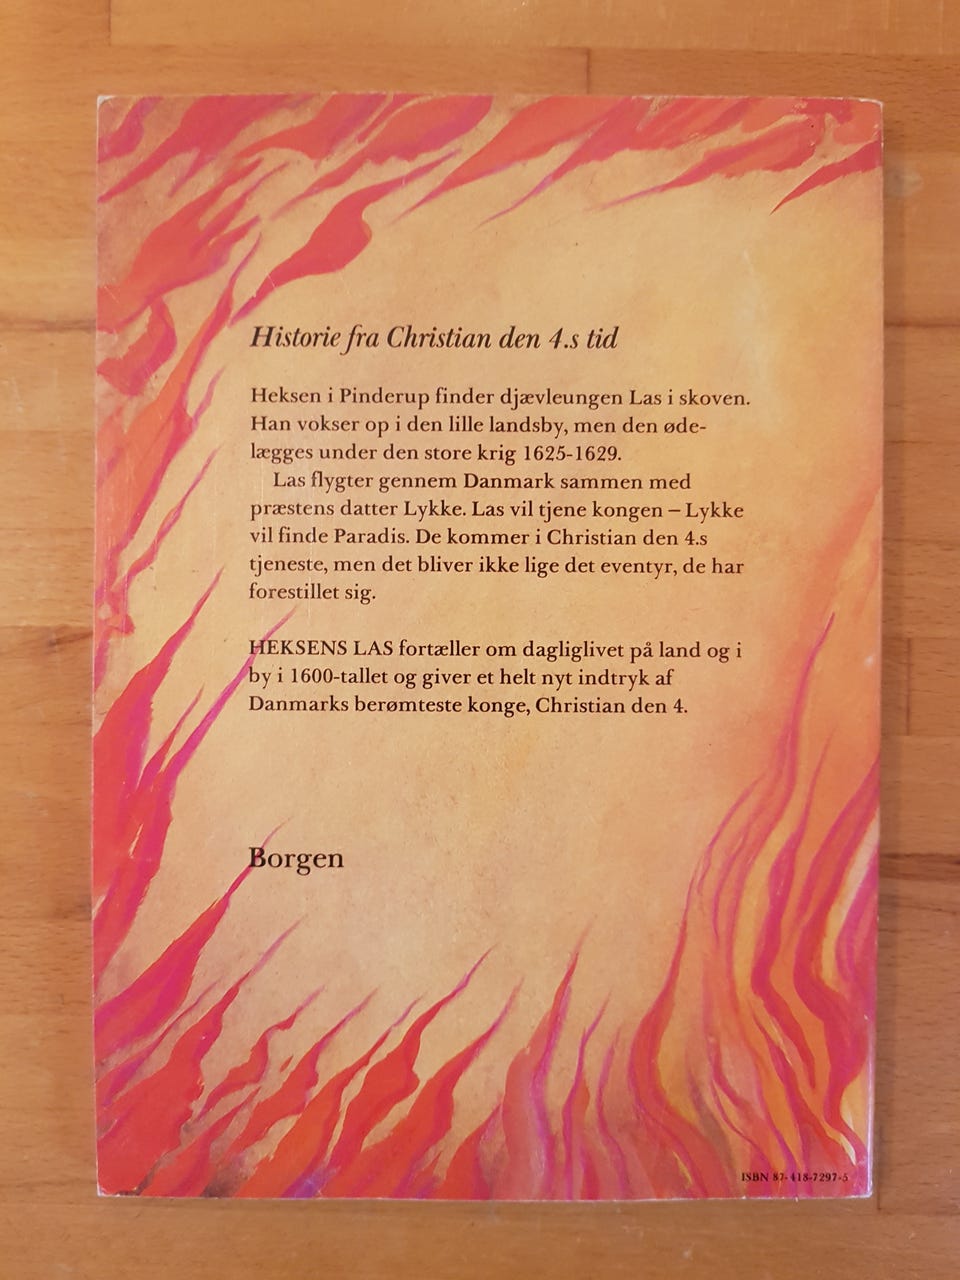 Historie fra Christian den 4.s tid
Heksen i Pinderup finder djævleungen Las i skoven.
Han vokser op i den lille landsby, men den øde-
lægges under den store krig 1625-1629.
Las flygter gennem Danmark sammen med
præstens datter Lykke. Las vil tjene kongen – Lykke
vil finde Paradis. De kommer i Christian den 4.s
tjeneste, men det bliver ikke lige det eventyr, de har
forestillet sig.
HEKSENS LAS fortæller om dagliglivet på land og i
by i 1600-tallet og giver et helt nyt indtryk af
Danmarks berømteste konge, Christian den 4.
Borgen
ISBN 87-418-7297-5